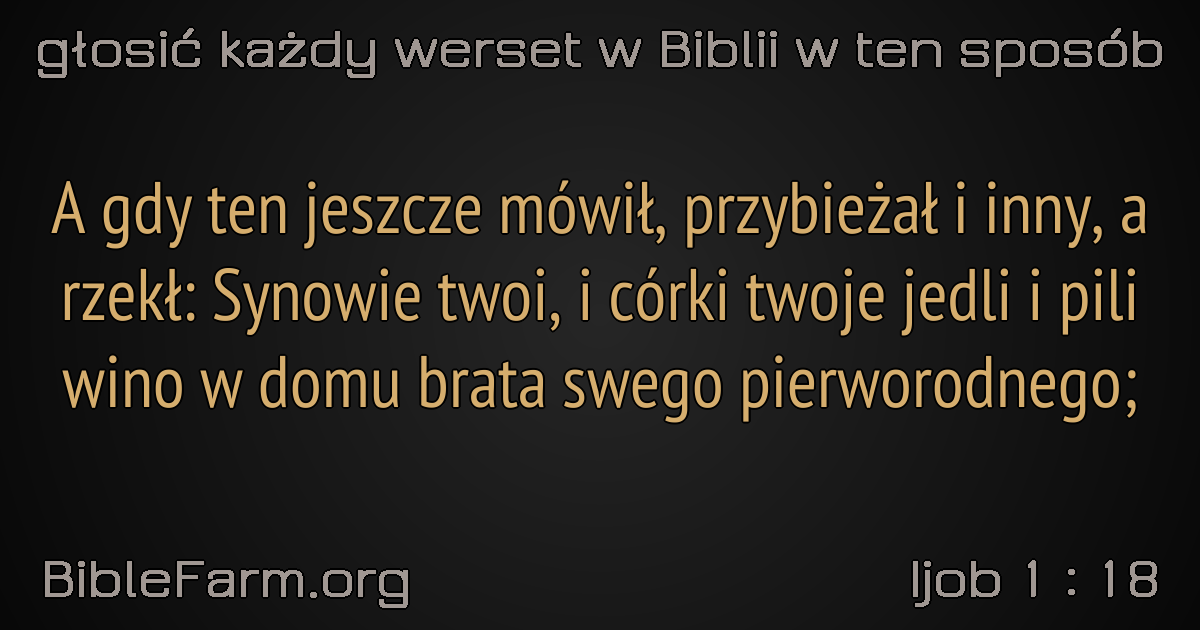 głosić każdy werset w Biblii w ten sposób
A gdy ten jeszcze mówił, przybieżał i inny, a
rzekł: Synowie twoi, i córki twoje jedli i pili
wino w domu brata swego pierworodnego;
BibleFarm.org
Ijob 1 : 18